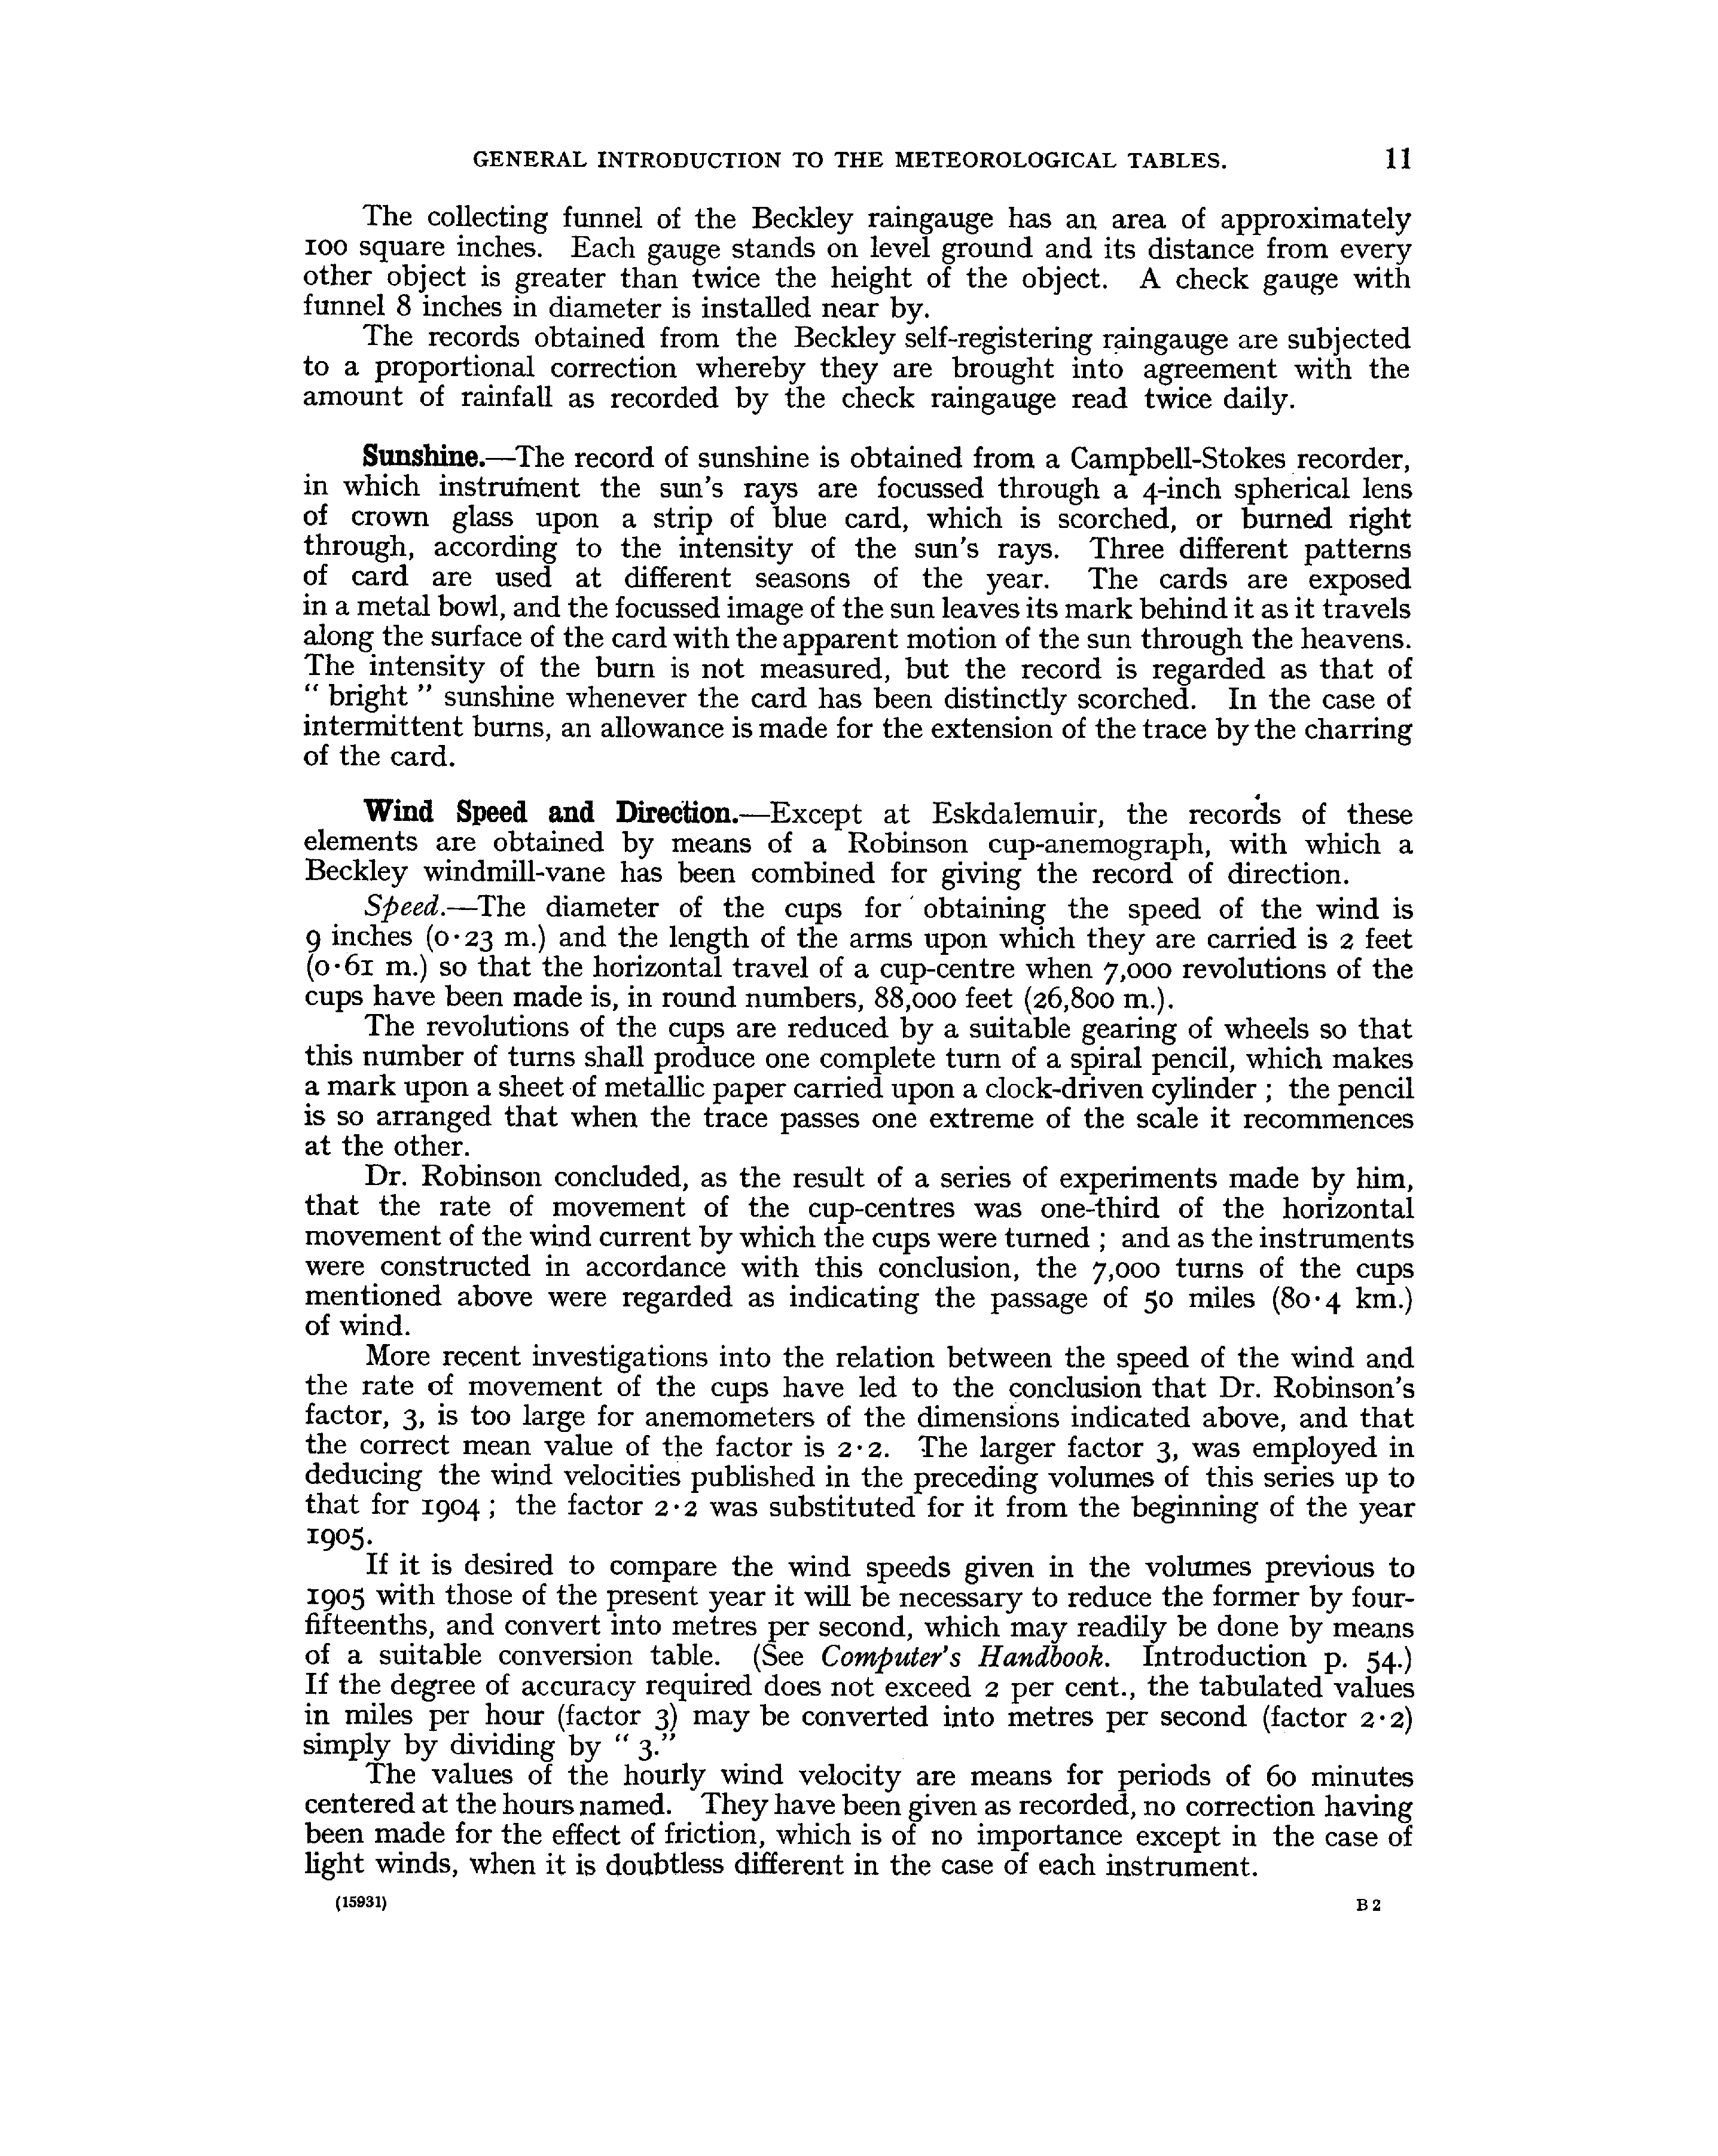 GENERAL INTRODUCTION TO THE METEOROLOGICAL TABLES. 11
The collecting funnel of the Beckley raingauge has an area of approximately
100 square inches. Each gauge stands on level ground and its distance from every
other object is greater than twice the height of the object. A check gauge with
funnel 8 inches in diameter is installed near by.
The records obtained from the Beckley self-registering raingauge are subjected
to a proportional correction whereby they are brought into agreement with the
amount of rainfall as recorded by the check raingauge read twice daily.
Sunshine.—The record of sunshine is obtained from a Campbell-Stokes recorder,
in which instrument the sun's rays are focussed through a 4-inch spherical lens
of crown glass upon a strip of blue card, which is scorched, or burned right
through, according to the intensity of the sun's rays. Three different patterns
of card are used at different seasons of the year. The cards are exposed
in a metal bowl, and the focussed image of the sun leaves its mark behind it as it travels
along the surface of the card with the apparent motion of the sun through the heavens.
The intensity of the burn is not measured, but the record is regarded as that of
" bright " sunshine whenever the card has been distinctly scorched. In the case of
intermittent burns, an allowance is made for the extension of the trace by the charring
of the card.
Wind Speed and Direction.—Except at Eskdalemuir, the records of these
elements are obtained by means of a Robinson cup-anemograph, with which a
Beckley windmill-vane has been combined for giving the record of direction.
Speed.—The diameter of the cups for obtaining the speed of the wind is
9 inches (0·23 m.) and the length of the arms upon which they are carried is 2 feet
(0·61 m.) so that the horizontal travel of a cup-centre when 7,000 revolutions of the
cups have been made is, in round numbers, 88,000 feet (26,800 m.).
The revolutions of the cups are reduced by a suitable gearing of wheels so that
this number of turns shall produce one complete turn of a spiral pencil, which makes
a mark upon a sheet of metallic paper carried upon a clock-driven cylinder ; the pencil
is so arranged that when the trace passes one extreme of the scale it recommences
at the other.
Dr. Robinson concluded, as the result of a series of experiments made by him,
that the rate of movement of the cup-centres was one-third of the horizontal
movement of the wind current by which the cups were turned ; and as the instruments
were constructed in accordance with this conclusion, the 7,000 turns of the cups
mentioned above were regarded as indicating the passage of 50 miles (80·4 km.)
of wind.
More recent investigations into the relation between the speed of the wind and
the rate of movement of the cups have led to the conclusion that Dr. Robinson's
factor, 3, is too large for anemometers of the dimensions indicated above, and that
the correct mean value of the factor is 2·2. The larger factor 3, was employed in
deducing the wind velocities published in the preceding volumes of this series up to
that for 1904 ; the factor 2·2 was substituted for it from the beginning of the year
1905.
If it is desired to compare the wind speeds given in the volumes previous to
1905 with those of the present year it will be necessary to reduce the former by four-
fifteenths, and convert into metres per second, which may readily be done by means
of a suitable conversion table. (See Computer's Handbook. Introduction p. 54.)
If the degree of accuracy required does not exceed 2 per cent., the tabulated values
in miles per hour (factor 3) may be converted into metres per second (factor 2·2)
simply by dividing by " 3."
The values of the hourly wind velocity are means for periods of 60 minutes
centered at the hours named. They have been given as recorded, no correction having
been made for the effect of friction, which is of no importance except in the case of
light winds, when it is doubtless different in the case of each instrument.
(15931) B 2